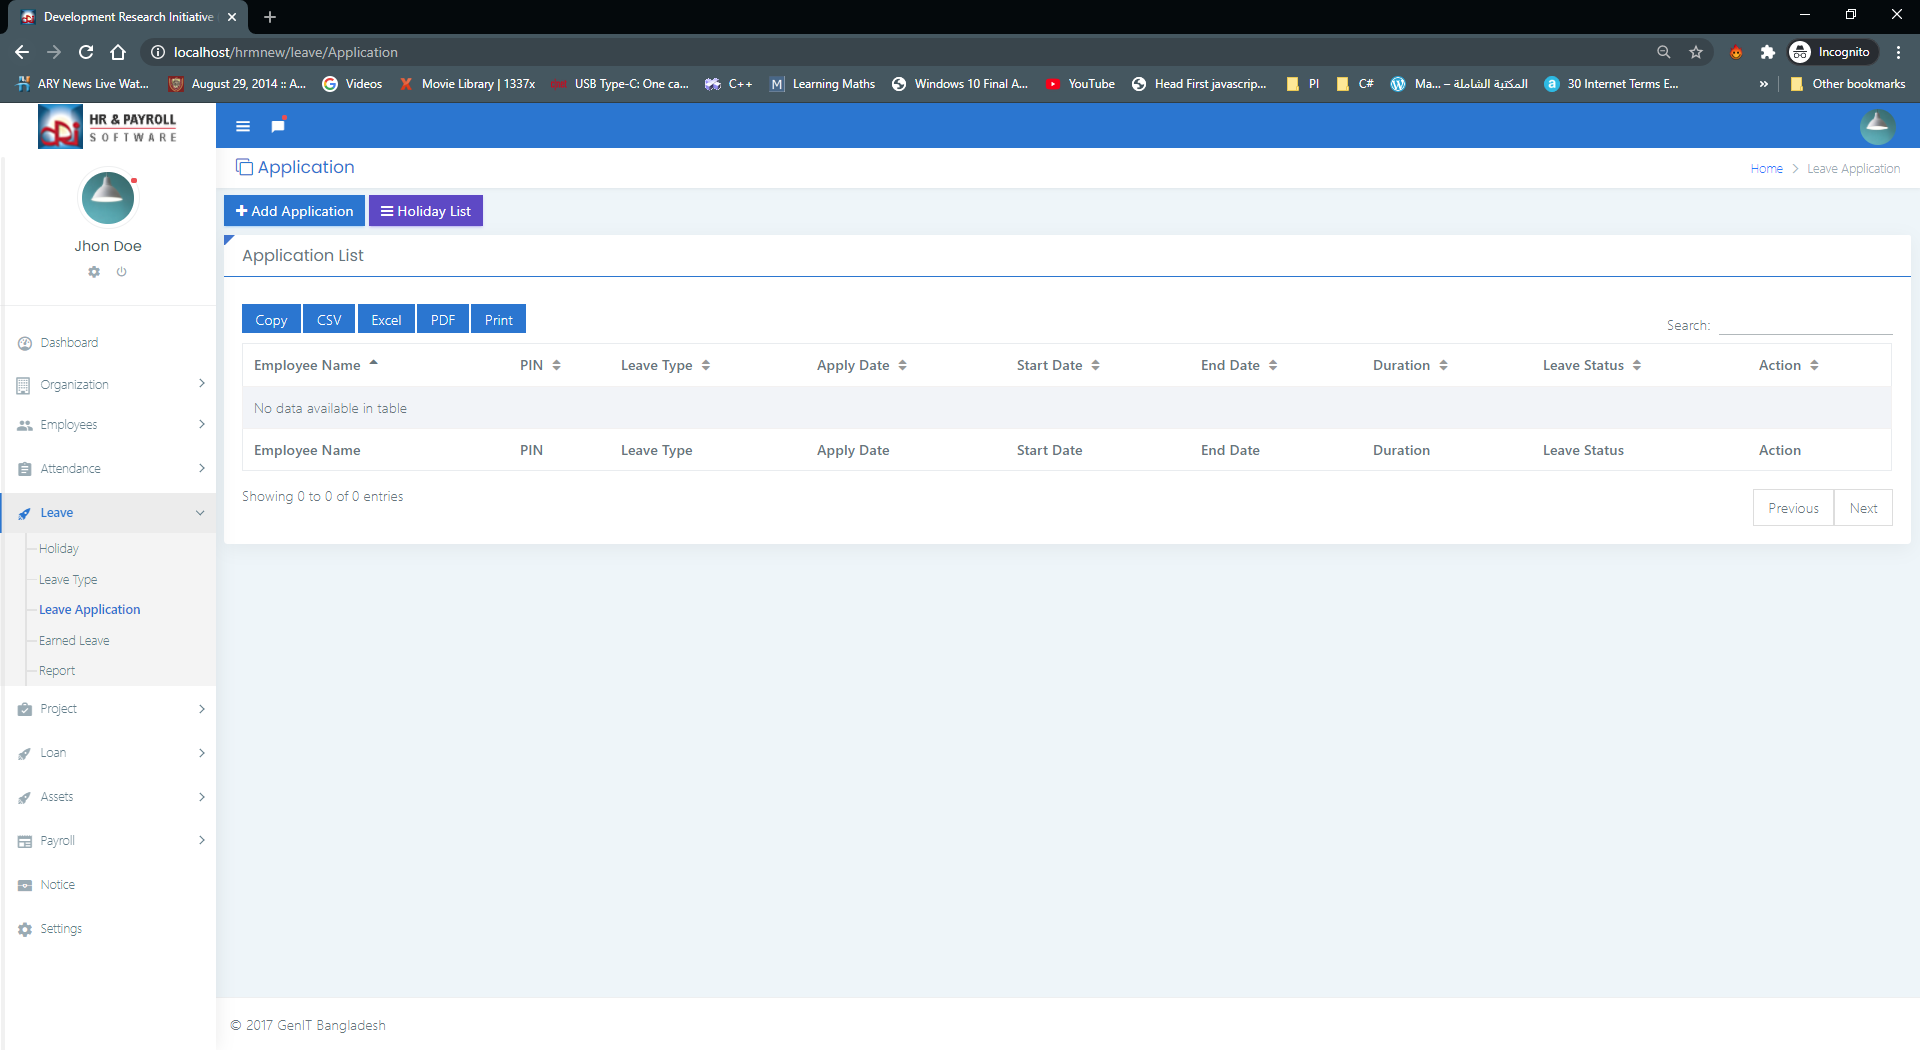 Development Research Initiative
localhost/hrmnew/leave/Application
Incognito
ARY News Live Wat...
August 29, 2014 :: A...
Videos
Movie Library | 1337x
USB Type-C: One ca...
C++
Learning Maths
Windows 10 Final A...
YouTube
Head First javascrip...
PI
C#
Ma... – المكتبة الشاملة
30 Internet Terms E...
»
Other bookmarks
HR & PAYROLL
SOFTWARE
Jhon Doe
Dashboard
Organization
Employees
Attendance
Leave
Holiday
Leave Type
Leave Application
Earned Leave
Report
Project
Loan
Assets
Payroll
Notice
Settings
Application
Home > Leave Application
Add Application
Holiday List
Application List
Copy CSV Excel PDF Print
Search:
Employee Name PIN Leave Type Apply Date Start Date End Date Duration Leave Status Action
No data available in table
Employee Name PIN Leave Type Apply Date Start Date End Date Duration Leave Status Action
Showing 0 to 0 of 0 entries
Previous Next
© 2017 GenIT Bangladesh